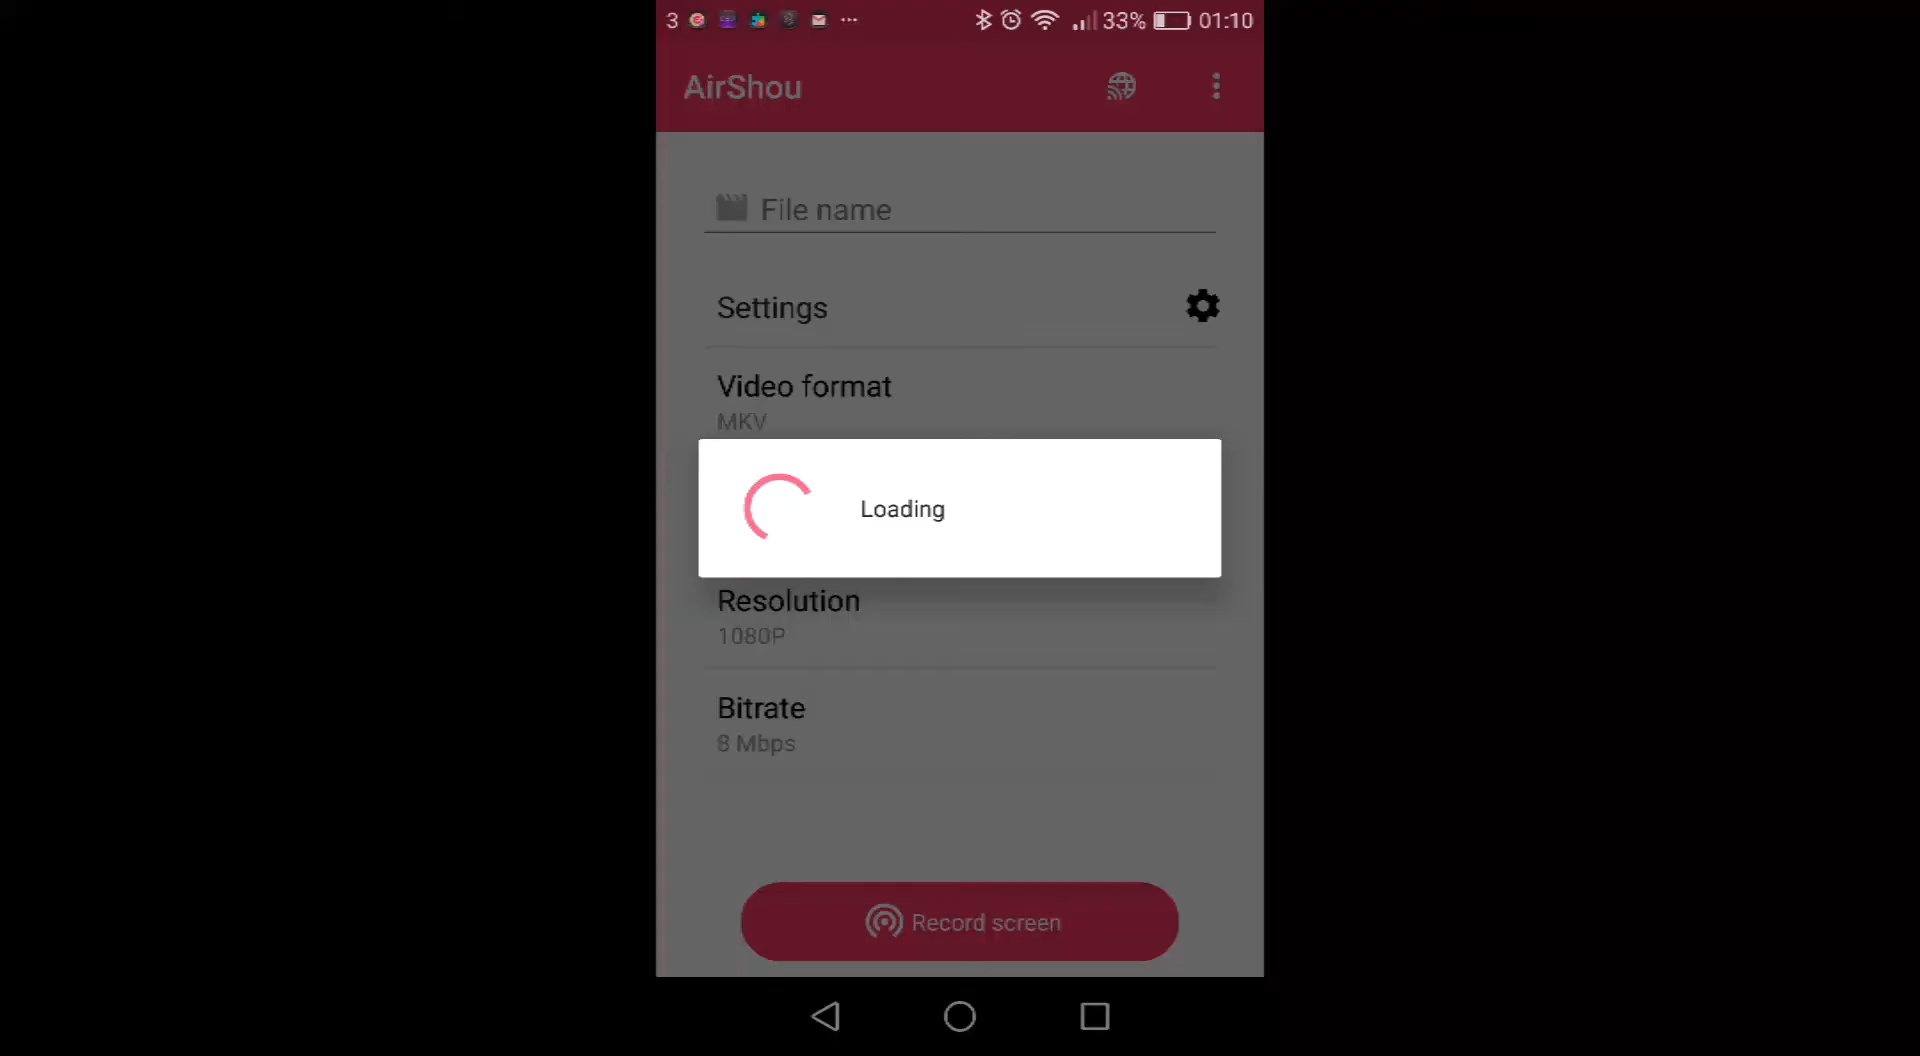 3 33% 01:10
AirShou
File name
Settings
Video format
MKV
Loading
Resolution
1080P
Bitrate
8 Mbps
Record screen